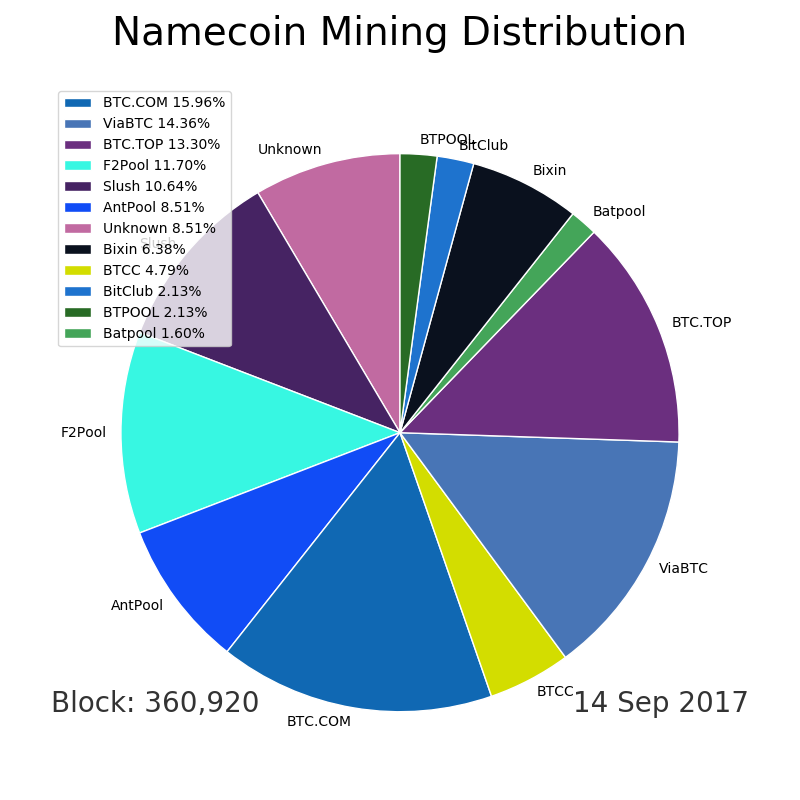 Namecoin Mining Distribution
BTC.COM 15.96%
ViaBTC 14.36%
BTC.TOP 13.30%
F2Pool 11.70%
Slush 10.64%
AntPool 8.51%
Unknown 8.51%
Bixin 6.38%
BTCC 4.79%
BitClub 2.13%
BTPOOL 2.13%
Batpool 1.60%
Unknown
BTPOOL
BitClub
Bixin
Batpool
Slush
BTC.TOP
F2Pool
ViaBTC
AntPool
BTCC
BTC.COM
Block: 360,920
14 Sep 2017